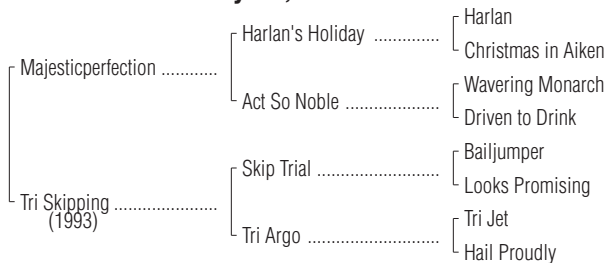 Harlan
Harlan's Holiday ..............
Christmas in Aiken
Majesticperfection ............
Wavering Monarch
Act So Noble ....................
Driven to Drink
Bailjumper
Skip Trial ..........................
Looks Promising
Tri Skipping ......................
(1993)
Tri Jet
Tri Argo ............................
Hail Proudly